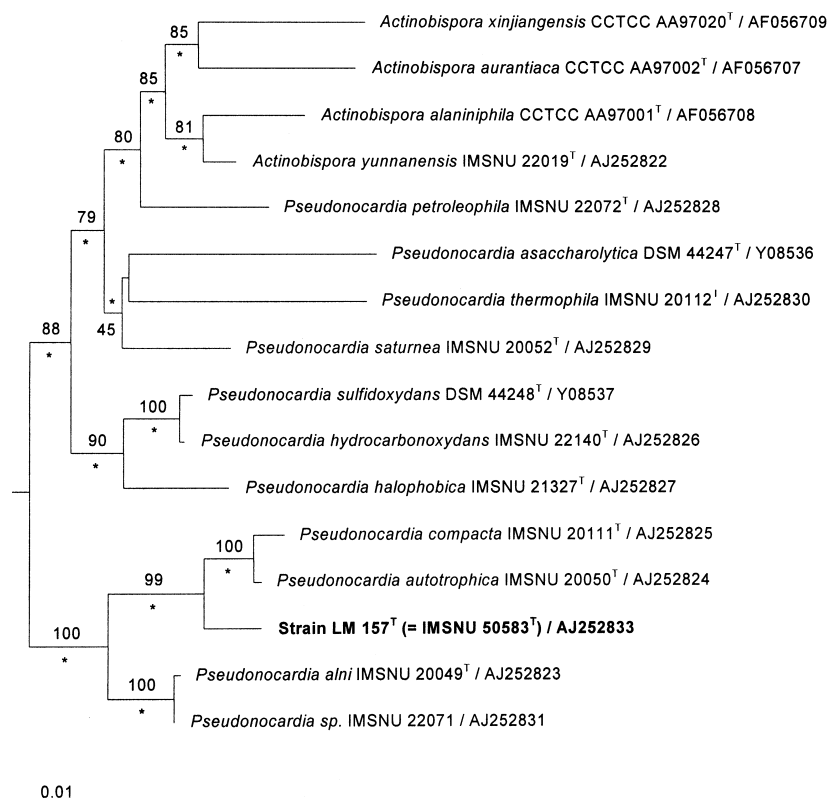 85
*
Actinobispora xinjiangensis CCTCC AA97020T / AF056709
Actinobispora aurantiaca CCTCC AA97002T / AF056707
85
*
81
*
Actinobispora alaniniphila CCTCC AA97001T / AF056708
80
*
Actinobispora yunnanensis IMSNU 22019T / AJ252822
Pseudonocardia petroleophila IMSNU 22072T / AJ252828
79
*
Pseudonocardia asaccharolytica DSM 44247T / Y08536
*
45
Pseudonocardia thermophila IMSNU 20112T / AJ252830
88
*
Pseudonocardia saturnea IMSNU 20052T / AJ252829
Pseudonocardia sulfidoxydans DSM 44248T / Y08537
100
*
90
*
Pseudonocardia hydrocarbonoxydans IMSNU 22140T / AJ252826
Pseudonocardia halophobica IMSNU 21327T / AJ252827
Pseudonocardia compacta IMSNU 20111T / AJ252825
100
*
99
*
Pseudonocardia autotrophica IMSNU 20050T / AJ252824
Strain LM 157T (= IMSNU 50583T) / AJ252833
100
*
Pseudonocardia alni IMSNU 20049T / AJ252823
100
*
Pseudonocardia sp. IMSNU 22071 / AJ252831
0.01